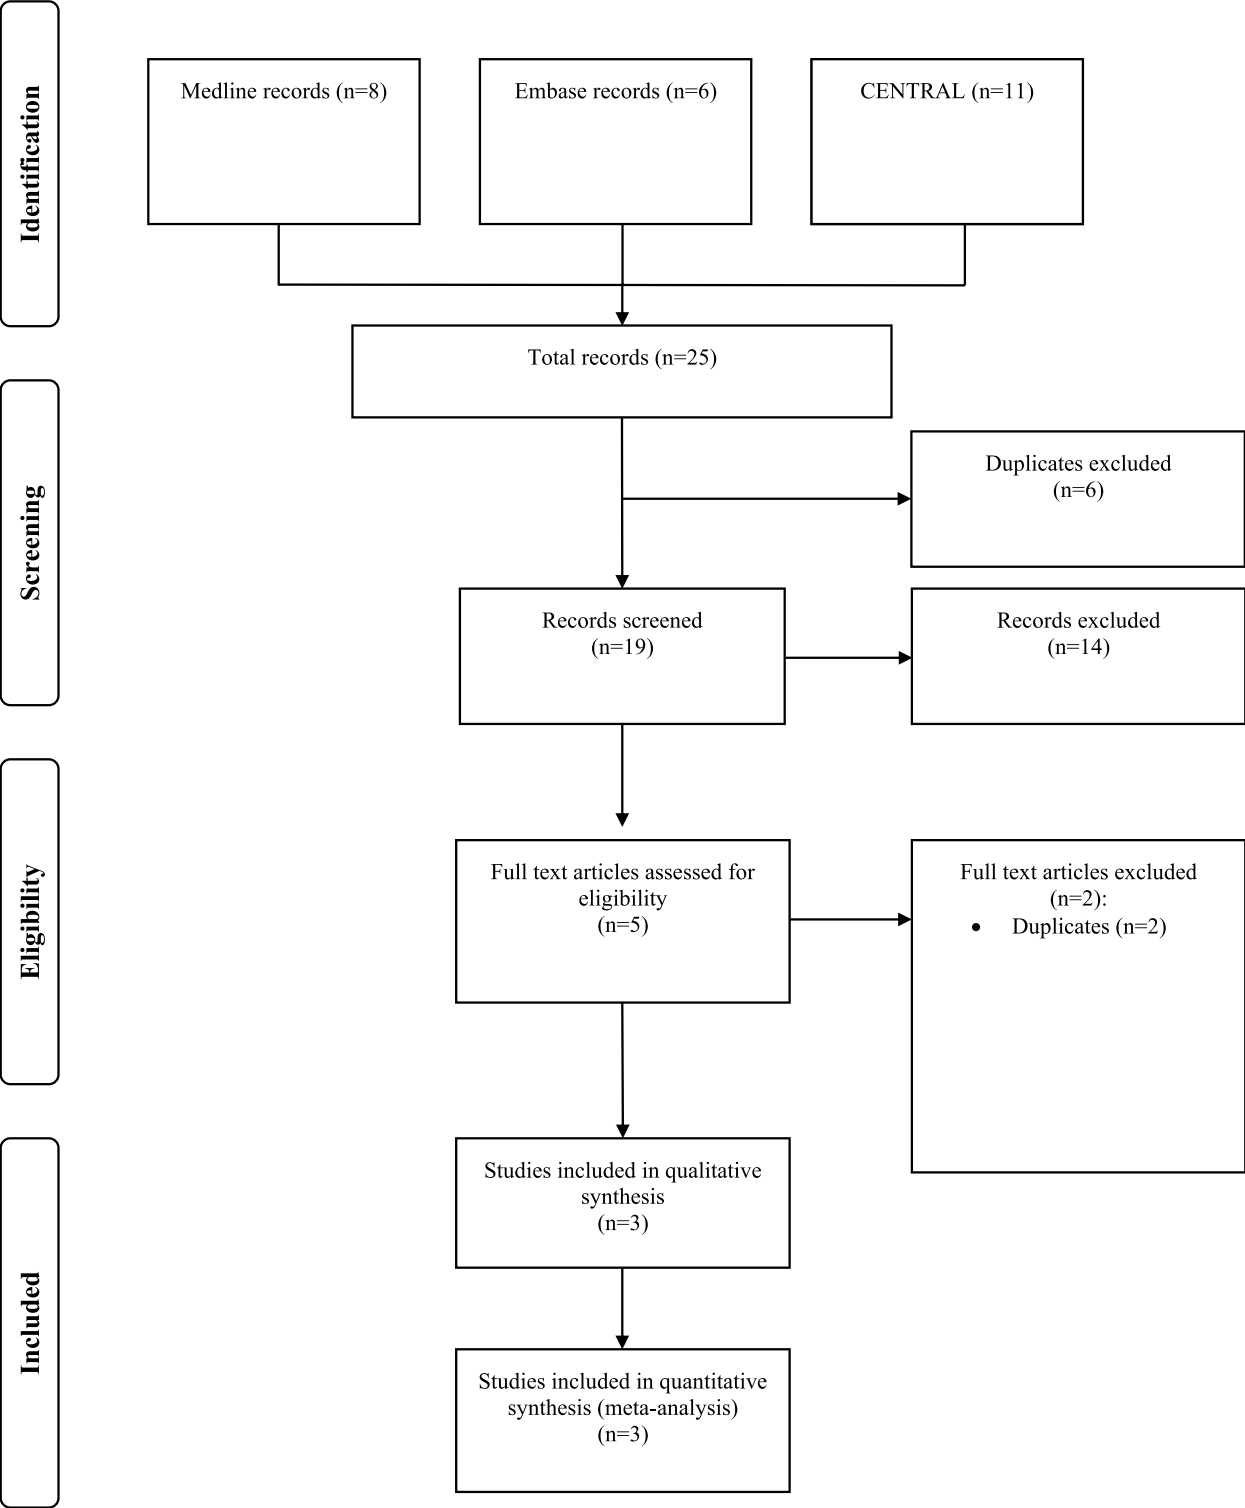 Identification
Medline records (n=8)
Embase records (n=6)
CENTRAL (n=11)
Total records (n=25)
Screening
Duplicates excluded
(n=6)
Records screened
(n=19)
Records excluded
(n=14)
Eligibility
Full text articles assessed for
eligibility
(n=5)
Full text articles excluded
(n=2):
• Duplicates (n=2)
Included
Studies included in qualitative
synthesis
(n=3)
Studies included in quantitative
synthesis (meta-analysis)
(n=3)